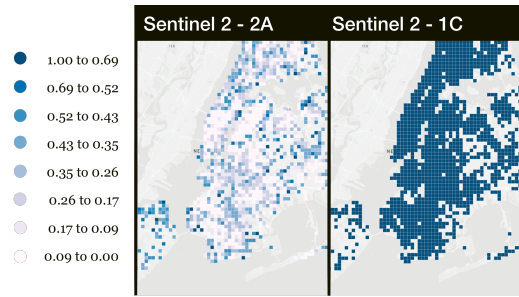 Sentinel 2 - 2A
Sentinel 2 - 1C
1.00 to 0.69
0.69 to 0.52
0.52 to 0.43
0.43 to 0.35
0.35 to 0.26
0.26 to 0.17
0.17 to 0.09
0.09 to 0.00